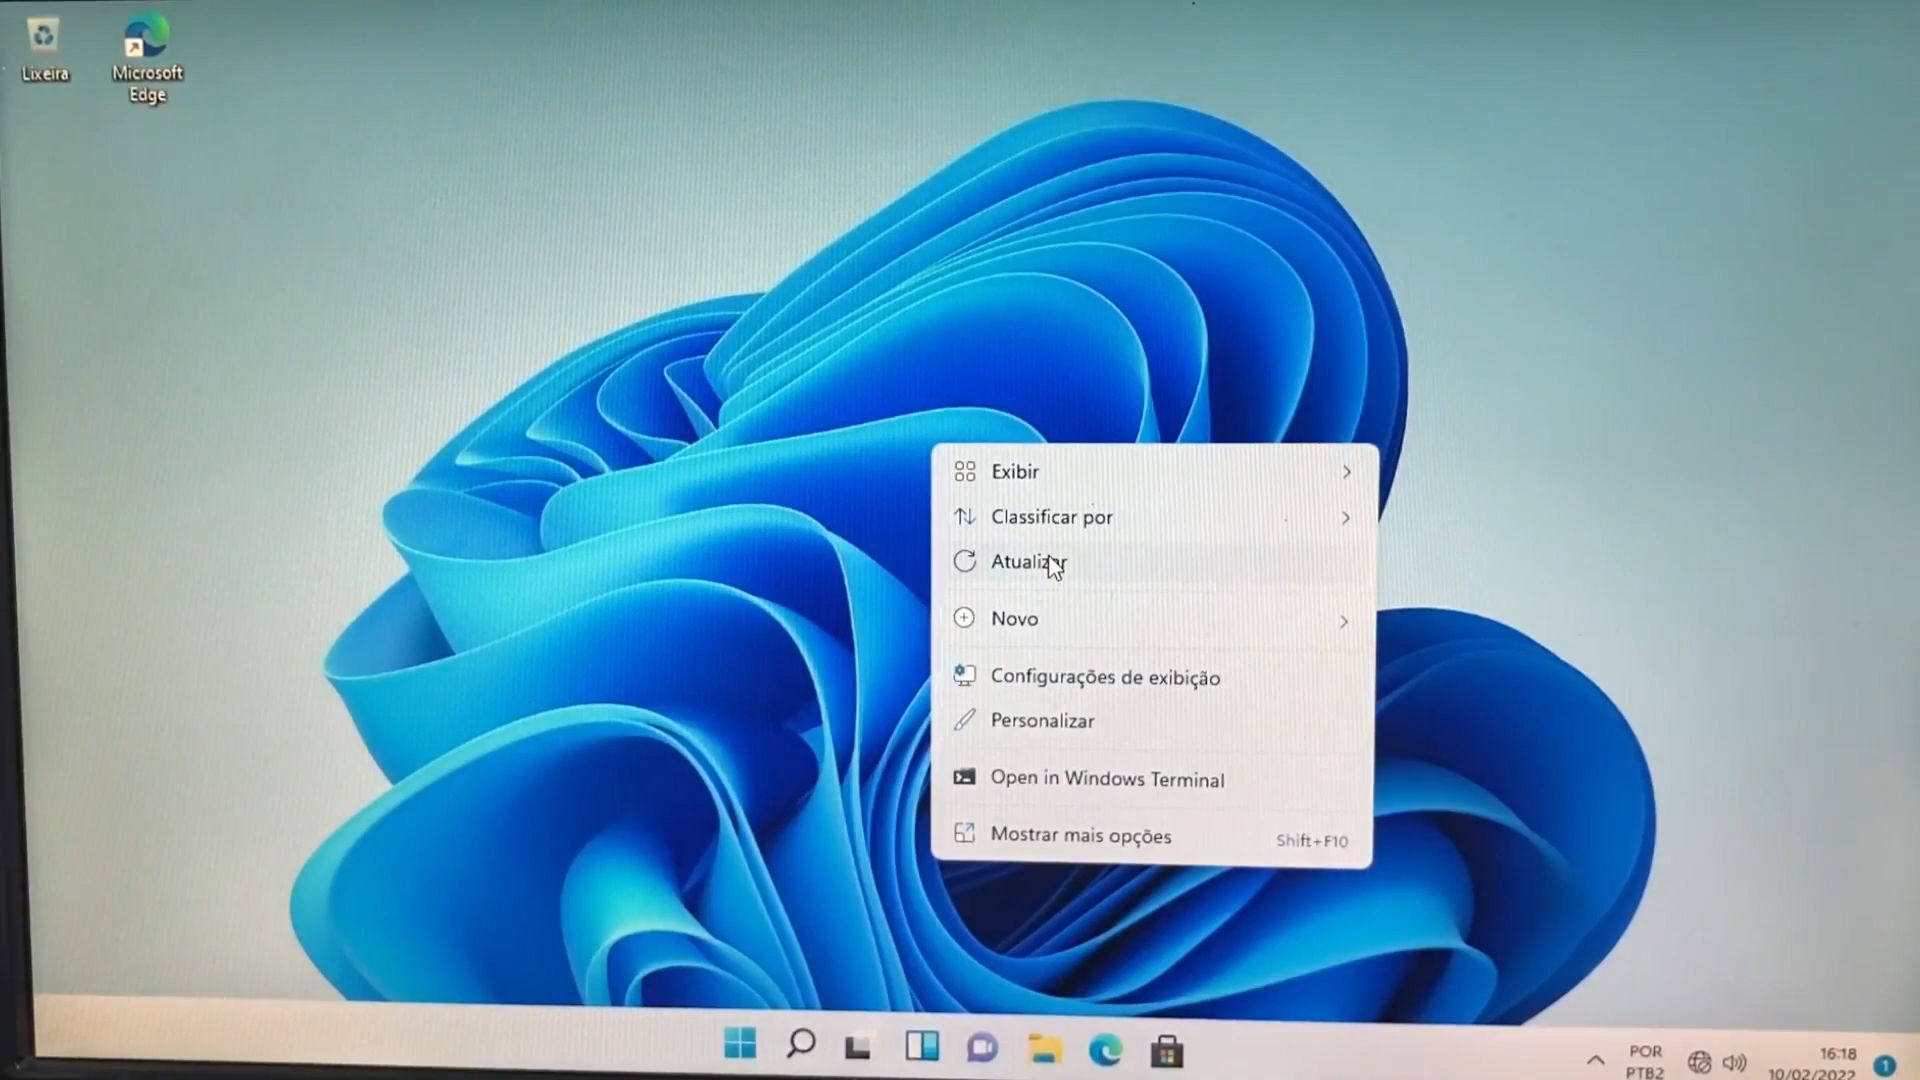 Lixeira
Microsoft
Edge
Exibir
Classificar por
Atualizar
Novo
Configurações de exibição
Personalizar
Open in Windows Terminal
Mostrar mais opções
Shift+F10
POR
PTB2
16:18
10/02/2022
1